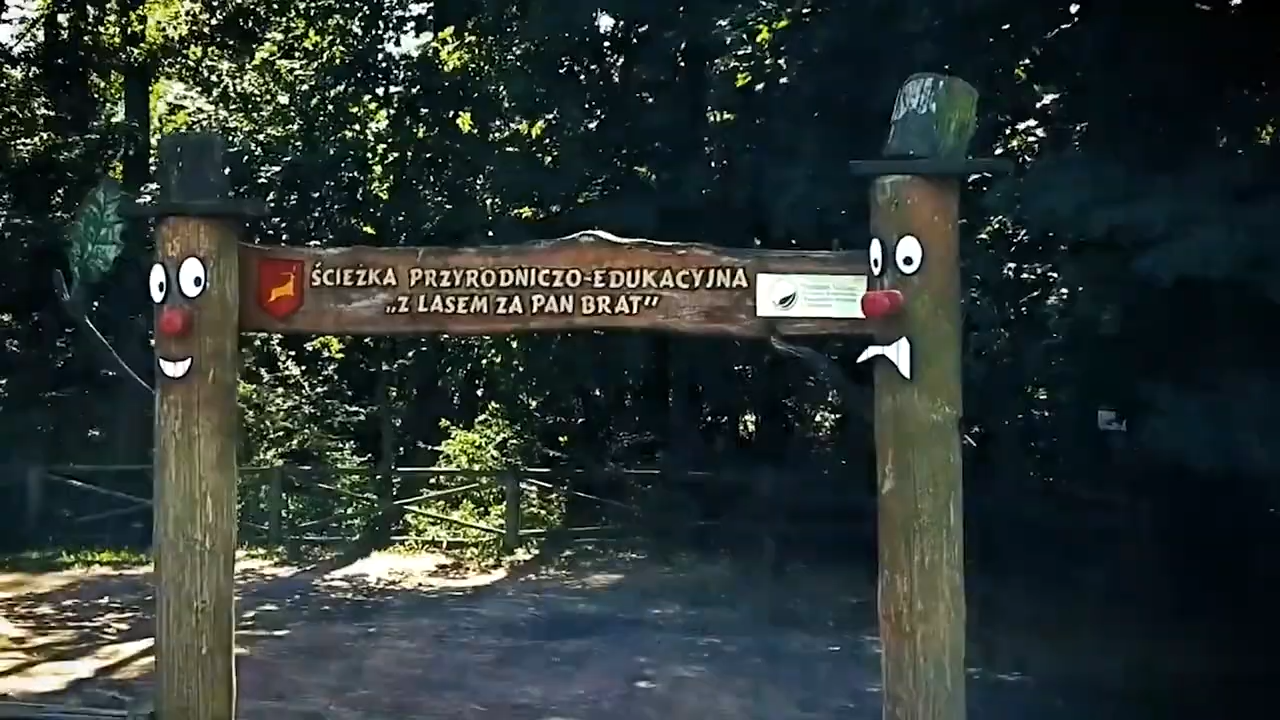 ŚCIEŻKA PRZYRODNICZO-EDUKACYJNA
„Z LASEM ZA PAN BRAT”